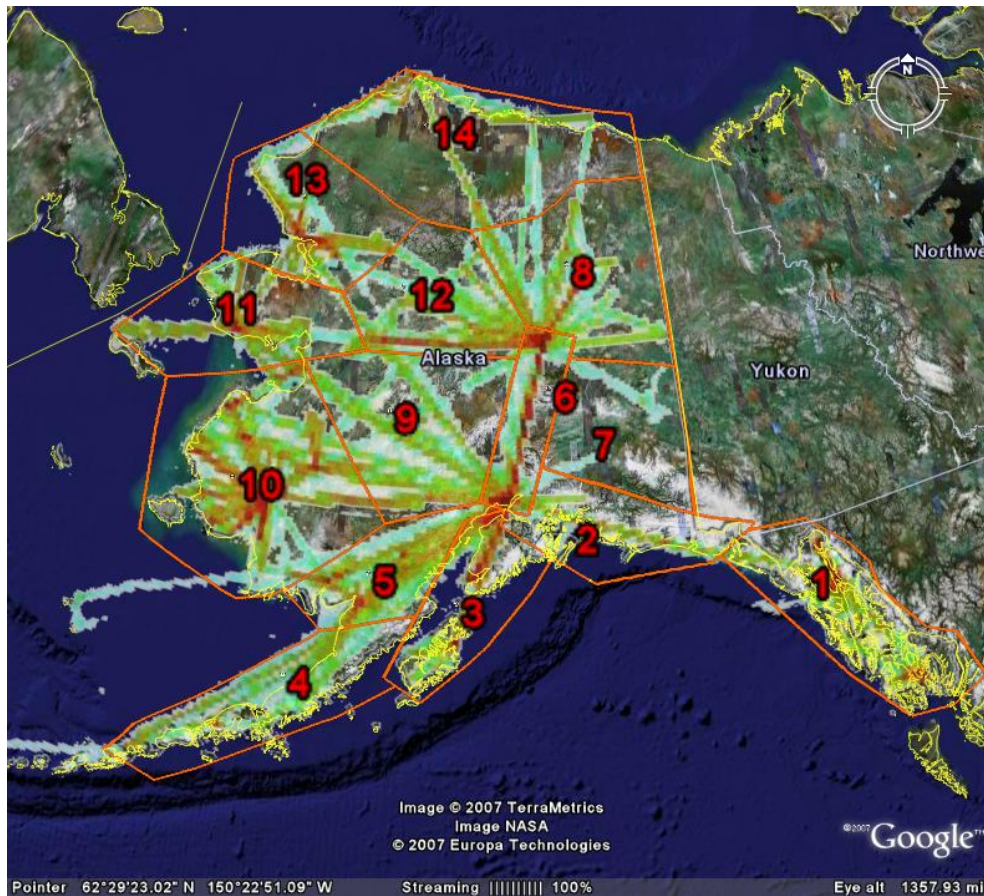 N
14
13
Northwe
8
12
11
Alaska
Yukon
6
9
7
10
2
5
1
3
4
Image © 2007 TerraMetrics
Image NASA
© 2007 Europa Technologies
©2007 Google™
Pointer 62°29'23.02" N 150°22'51.09" W Streaming |||||||||| 100% Eye alt 1357.93 mi